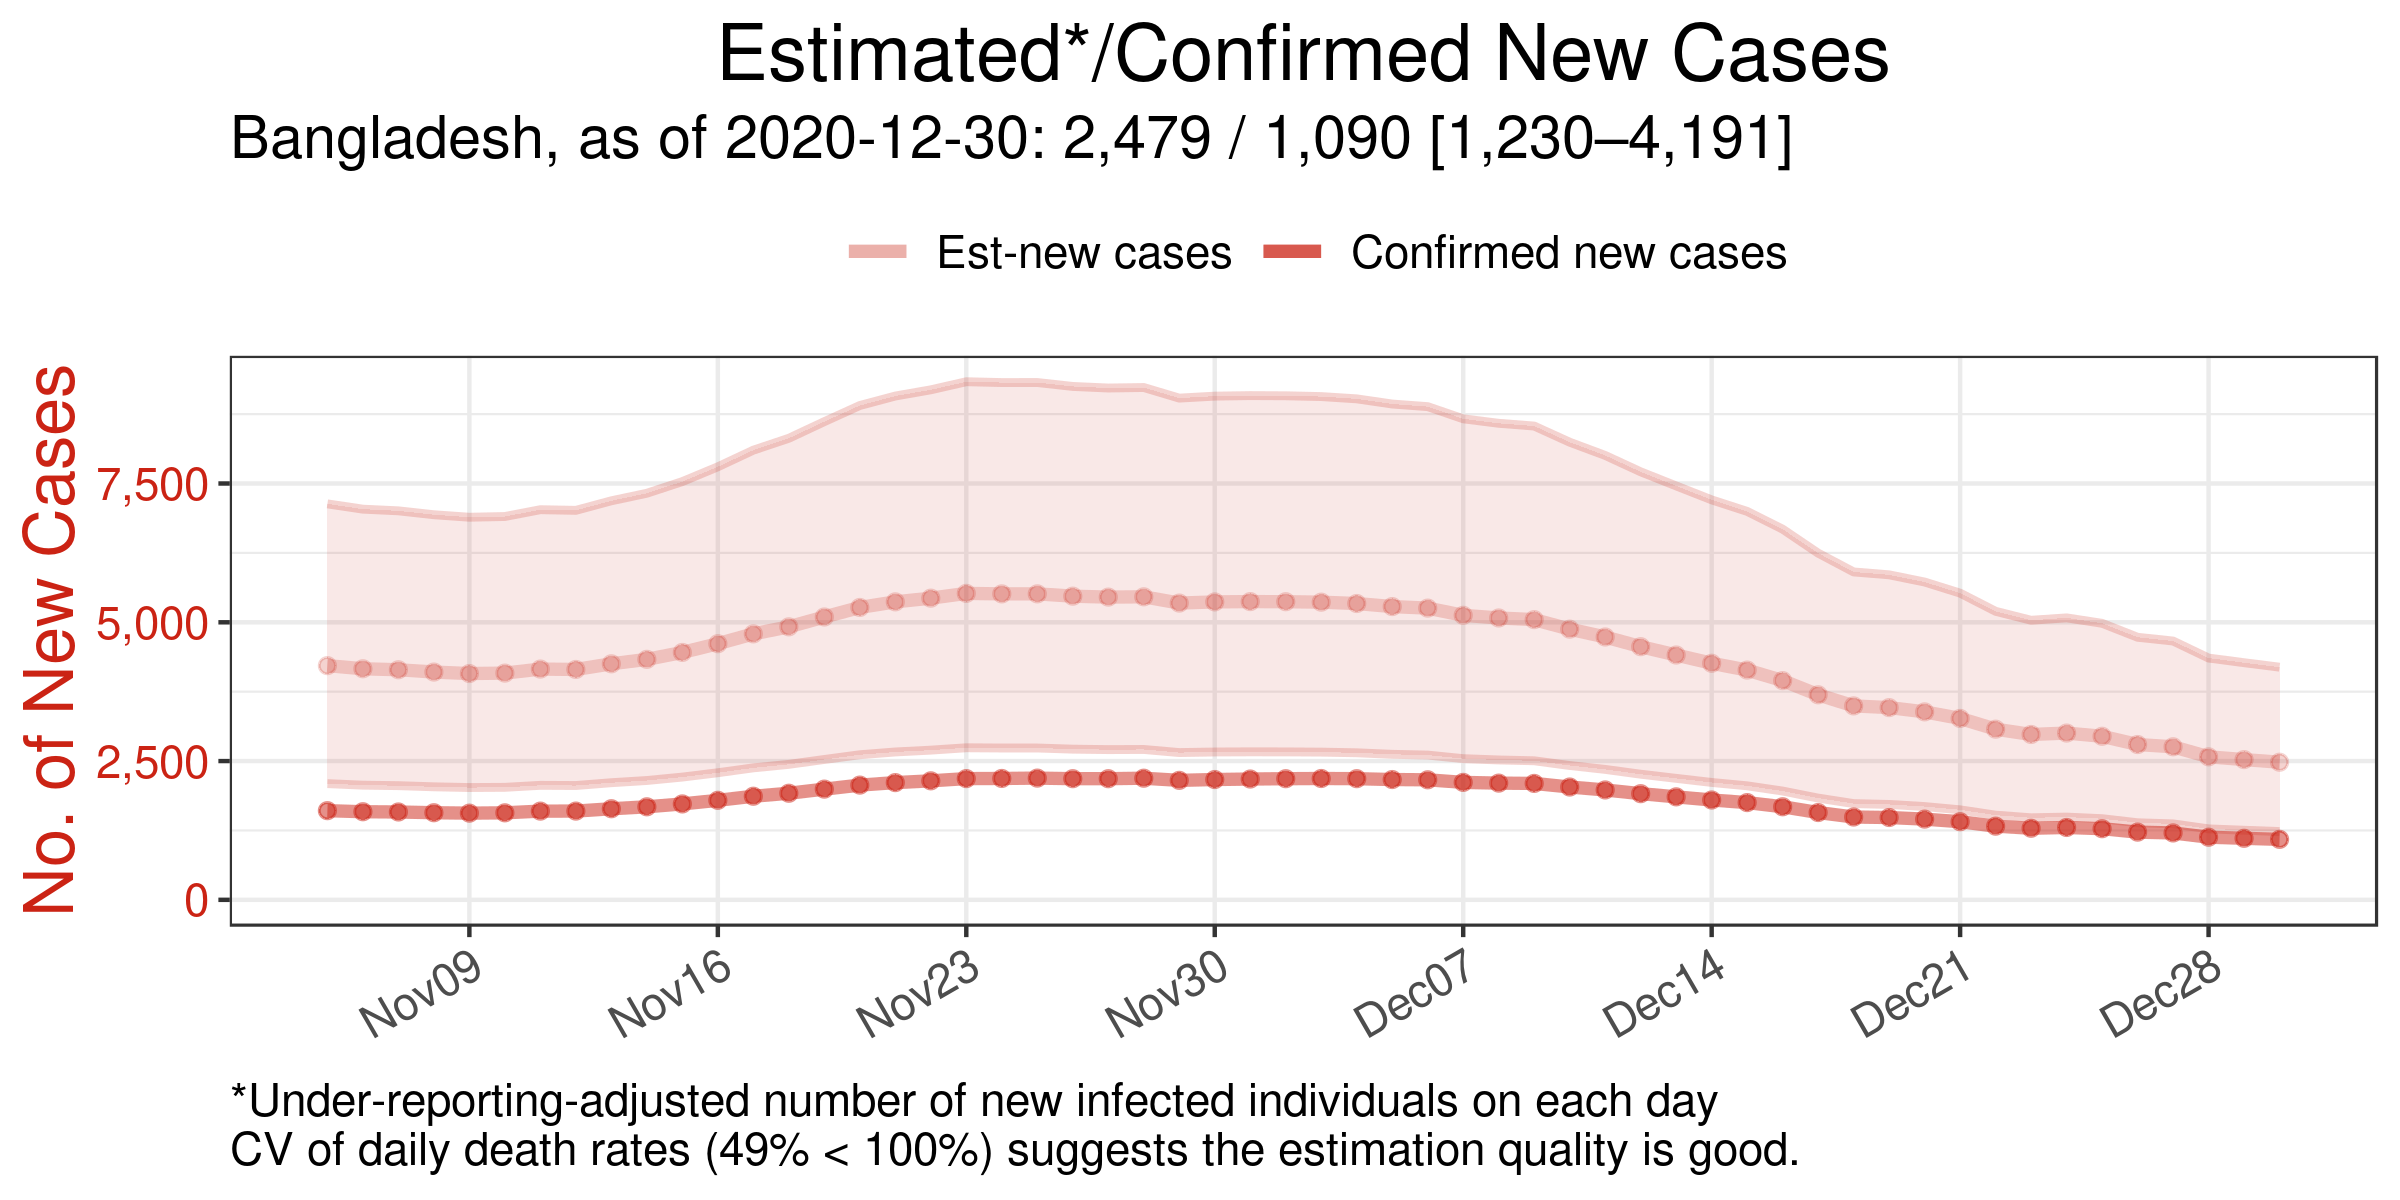 Estimated*/Confirmed New Cases
Bangladesh, as of 2020-12-30: 2,479 / 1,090 [1,230–4,191]
Est-new cases
Confirmed new cases
No. of New Cases
7,500
5,000
2,500
0
Nov09
Nov16
Nov23
Nov30
Dec07
Dec14
Dec21
Dec28
*Under-reporting-adjusted number of new infected individuals on each day
CV of daily death rates (49% < 100%) suggests the estimation quality is good.